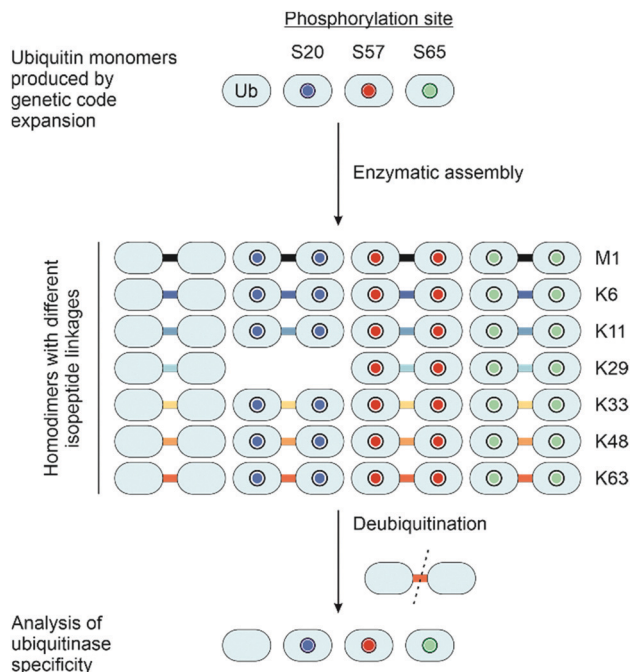 Phosphorylation site
Ubiquitin monomers
produced by
genetic code
expansion
S20 S57 S65
Ub
Enzymatic assembly
Homodimers with different
isopeptide linkages
M1
K6
K11
K29
K33
K48
K63
Deubiquitination
Analysis of
ubiquitinase
specificity